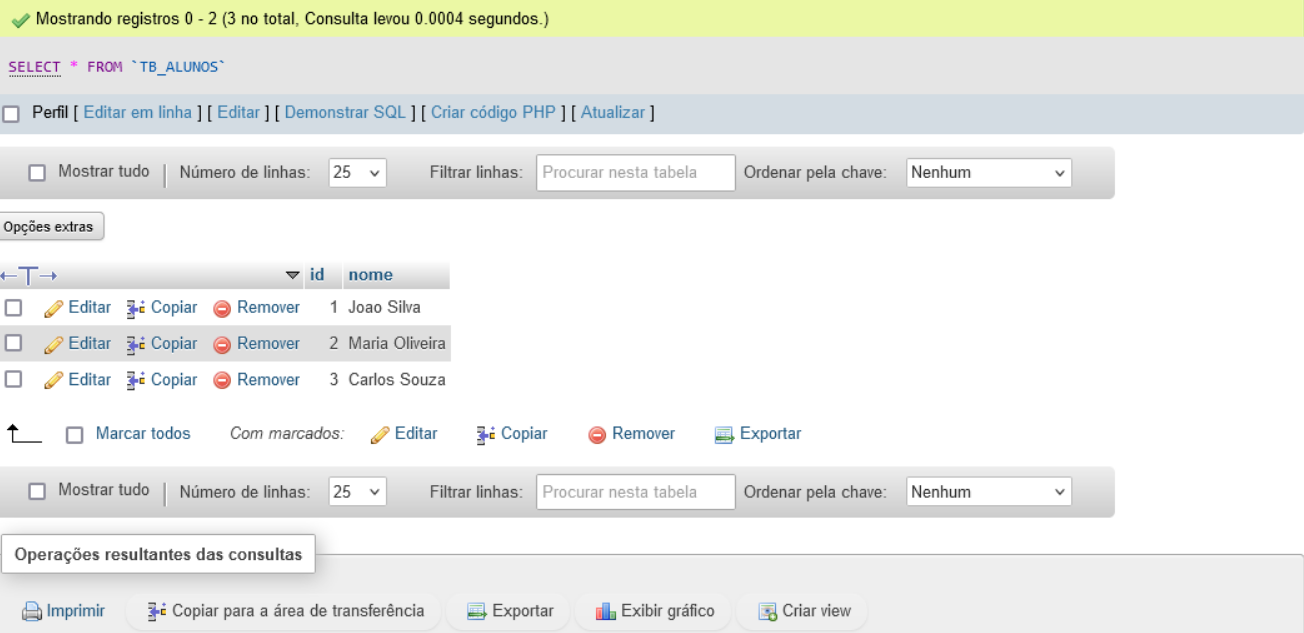 Mostrando registros 0 - 2 (3 no total, Consulta levou 0.0004 segundos.)
SELECT * FROM `TB_ALUNOS`
Perfil [ Editar em linha ] [ Editar ] [ Demonstrar SQL ] [ Criar código PHP ] [ Atualizar ]
Mostrar tudo | Número de linhas: 25 Filtrar linhas: Procurar nesta tabela Ordenar pela chave: Nenhum
Opções extras
←T→ id nome
Editar Copiar Remover 1 Joao Silva
Editar Copiar Remover 2 Maria Oliveira
Editar Copiar Remover 3 Carlos Souza
Marcar todos Com marcados: Editar Copiar Remover Exportar
Mostrar tudo | Número de linhas: 25 Filtrar linhas: Procurar nesta tabela Ordenar pela chave: Nenhum
Operações resultantes das consultas
Imprimir Copiar para a área de transferência Exportar Exibir gráfico Criar view